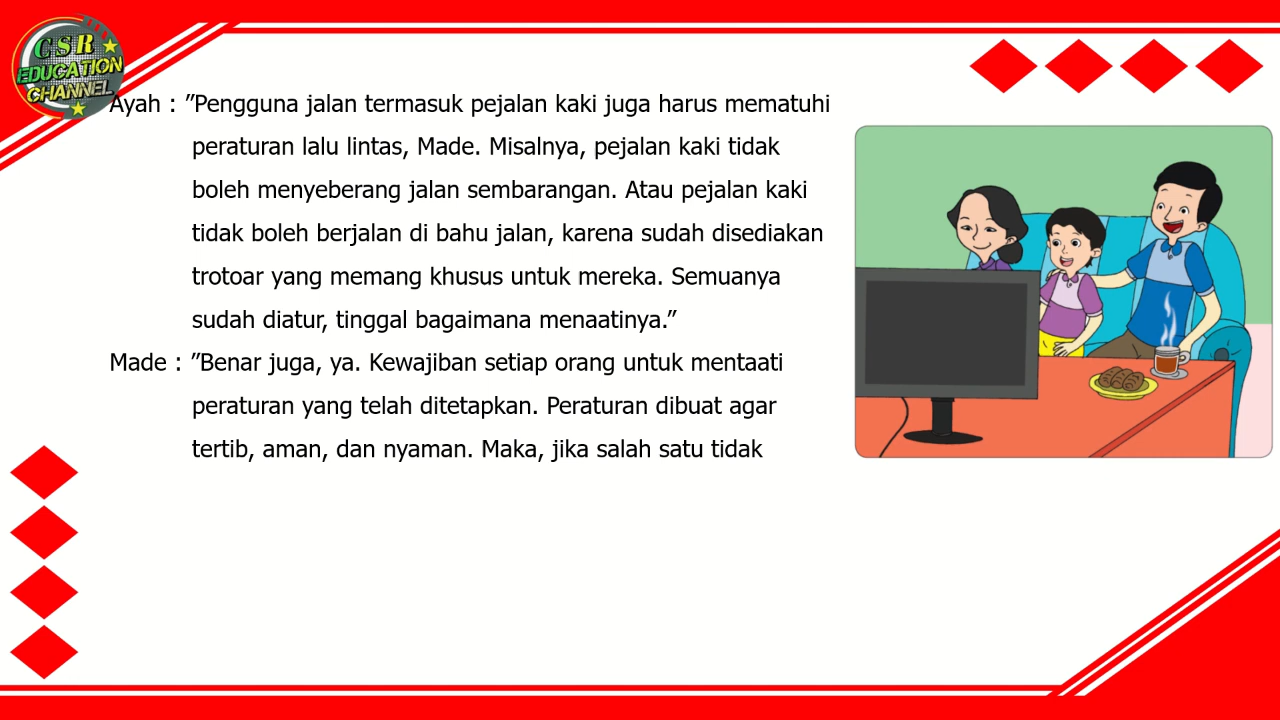 CSR
EDUCATION
CHANNEL
Ayah : ”Pengguna jalan termasuk pejalan kaki juga harus mematuhi
peraturan lalu lintas, Made. Misalnya, pejalan kaki tidak
boleh menyeberang jalan sembarangan. Atau pejalan kaki
tidak boleh berjalan di bahu jalan, karena sudah disediakan
trotoar yang memang khusus untuk mereka. Semuanya
sudah diatur, tinggal bagaimana menaatinya.”
Made : ”Benar juga, ya. Kewajiban setiap orang untuk mentaati
peraturan yang telah ditetapkan. Peraturan dibuat agar
tertib, aman, dan nyaman. Maka, jika salah satu tidak